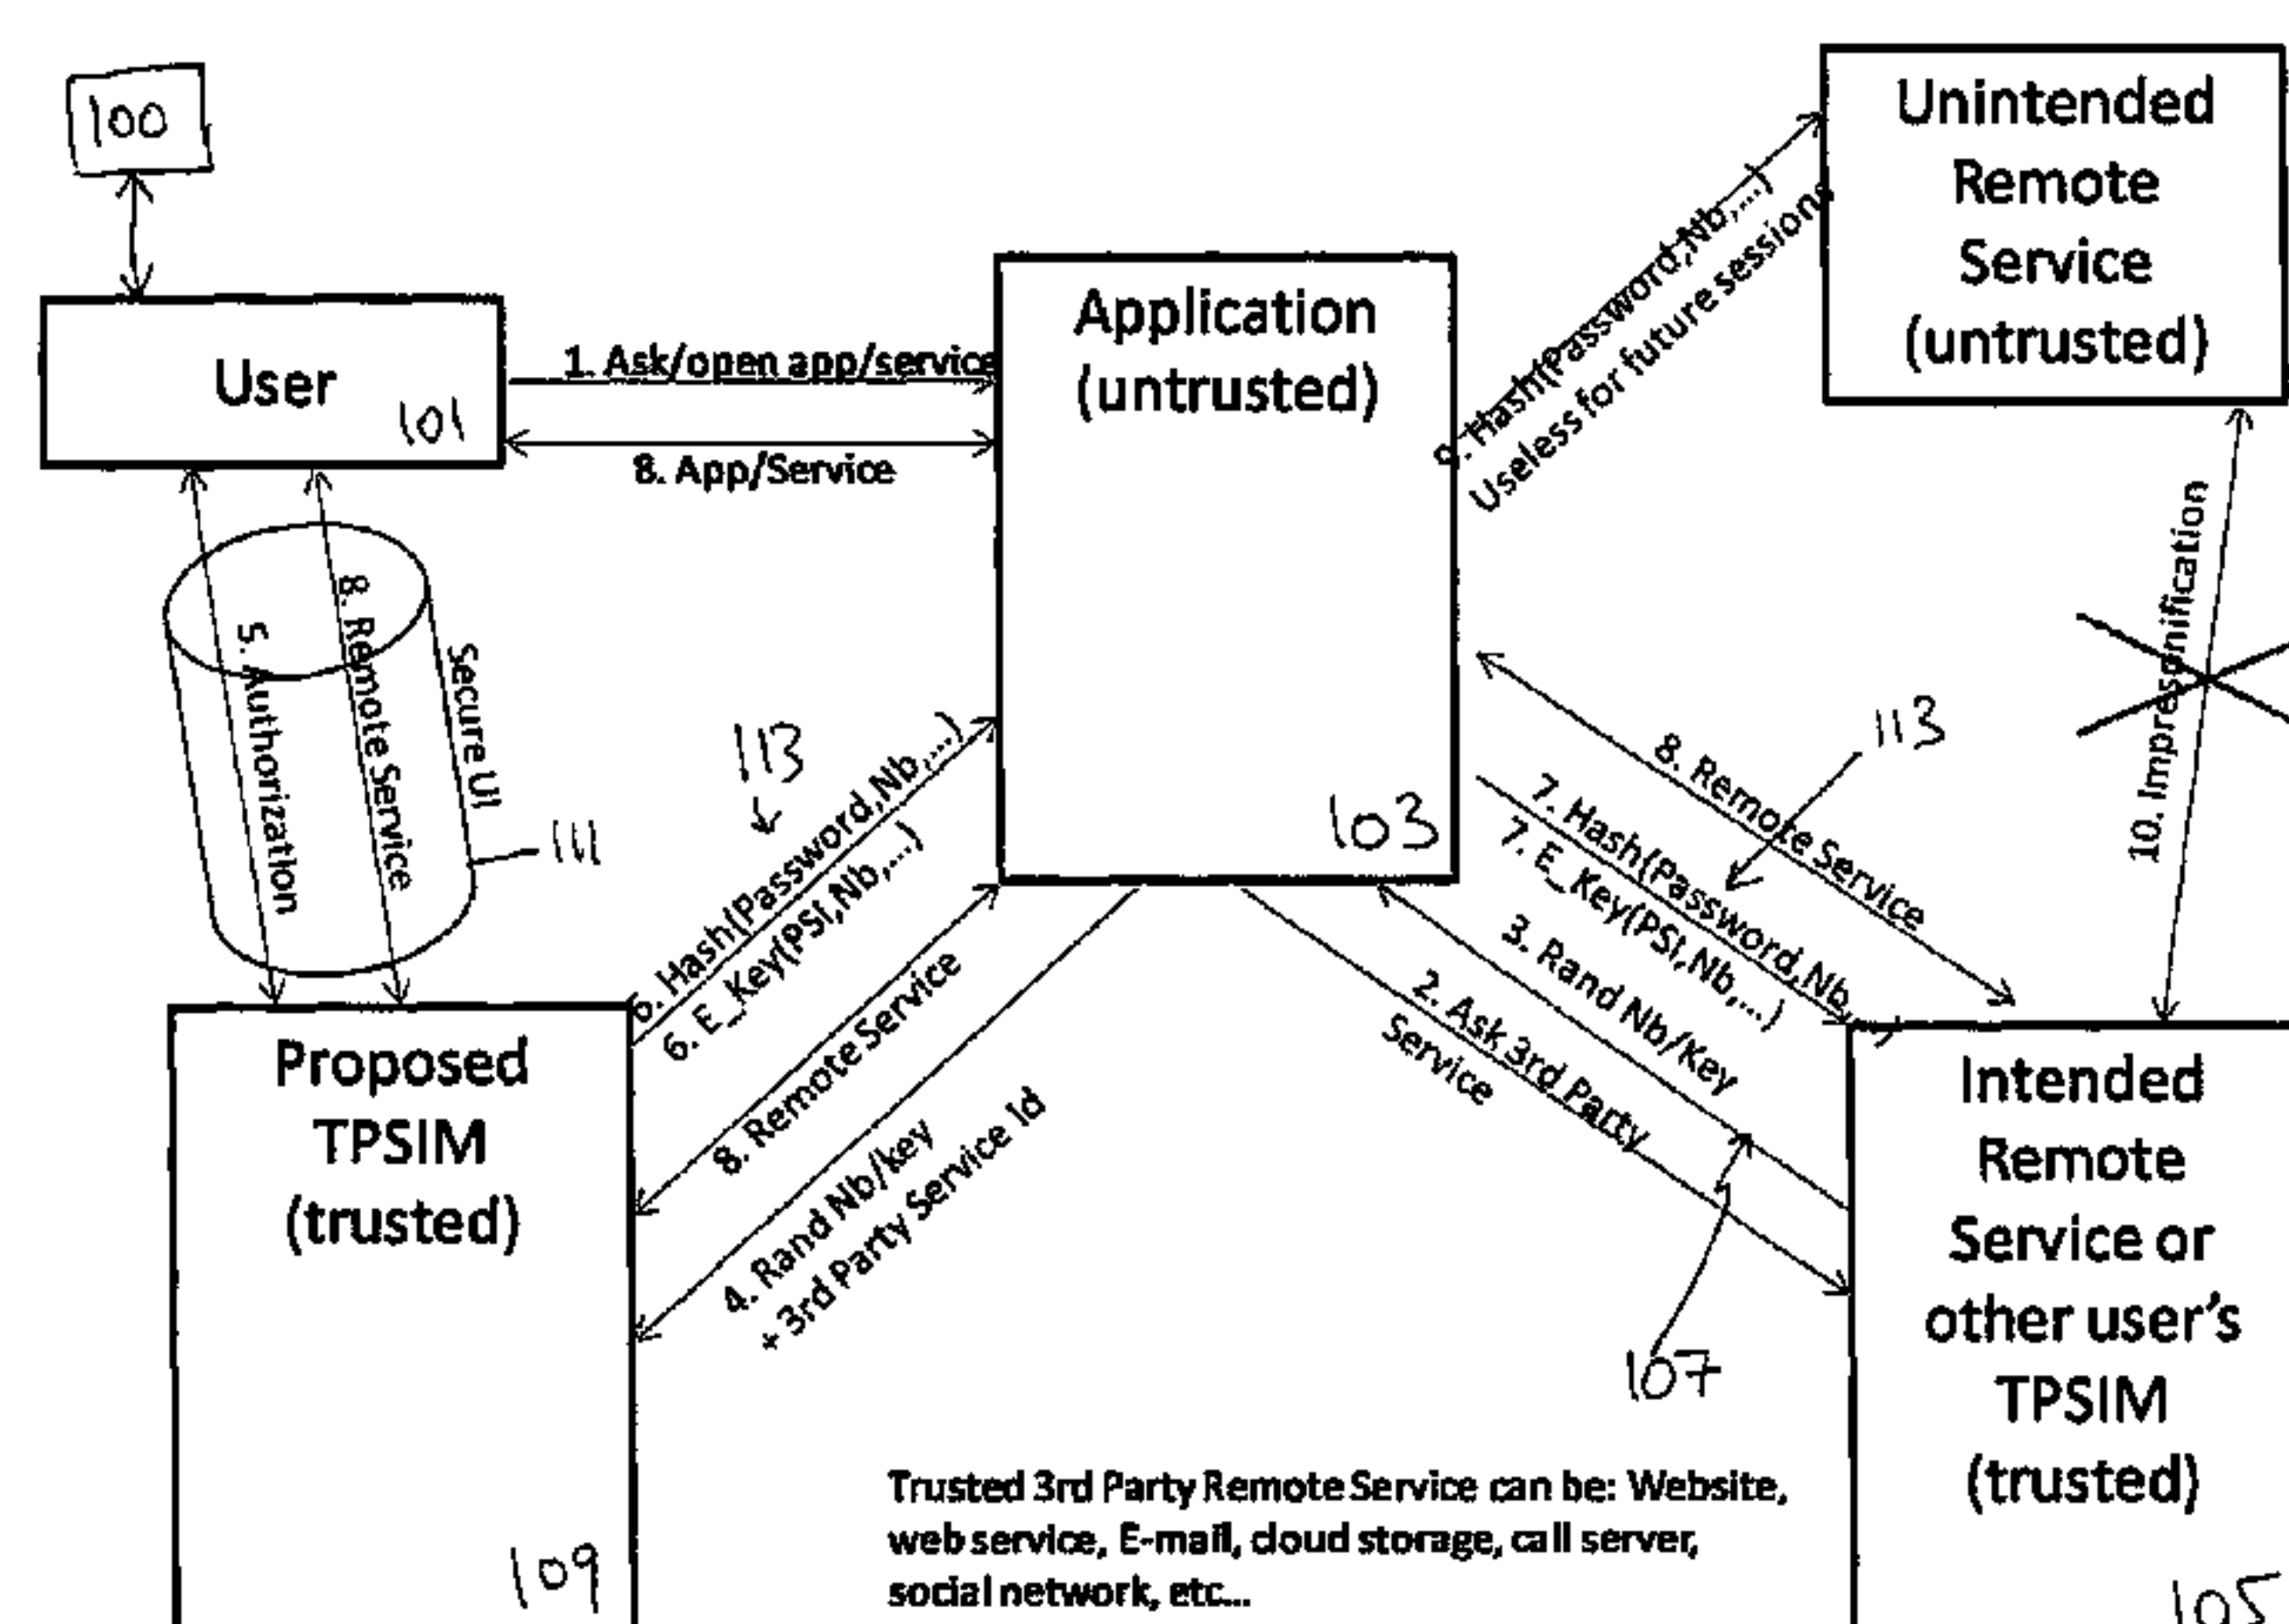 100
User
101
1. Ask/open app/service
8. App/Service
Application
(untrusted)
103
Unintended
Remote
Service
(untrusted)
9. Hash(Password,Nb,...)
Useless for future sessions
10. Impresonification
5. Authorization
8. Remote Service
Secure UI
111
113
6. Hash(Password,Nb,...)
6. E_Key(PSI,Nb,...)
8. Remote Service
4. Rand Nb/key
+ 3rd Party Service Id
113
8. Remote Service
7. Hash(Password,Nb,...)
7. E_Key(PSI,Nb,...)
3. Rand Nb/Key
2. Ask 3rd Party
Service
107
Proposed
TPSIM
(trusted)
109
Intended
Remote
Service or
other user's
TPSIM
(trusted)
105
Trusted 3rd Party Remote Service can be: Website,
web service, E-mail, cloud storage, call server,
social network, etc...